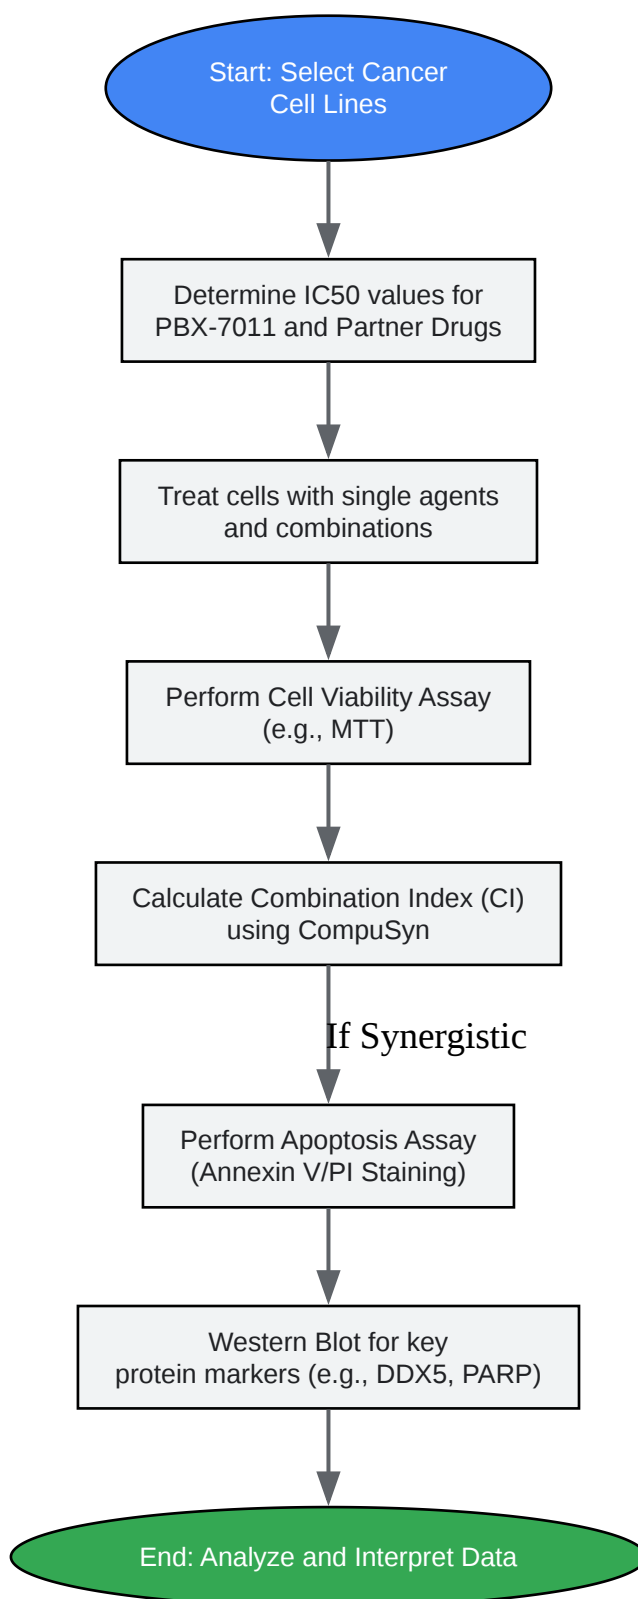 Start: Select Cancer
Cell Lines
Determine IC50 values for
PBX-7011 and Partner Drugs
Treat cells with single agents
and combinations
Perform Cell Viability Assay
(e.g., MTT)
Calculate Combination Index (CI)
using CompuSyn
If Synergistic
Perform Apoptosis Assay
(Annexin V/PI Staining)
Western Blot for key
protein markers (e.g., DDX5, PARP)
End: Analyze and Interpret Data